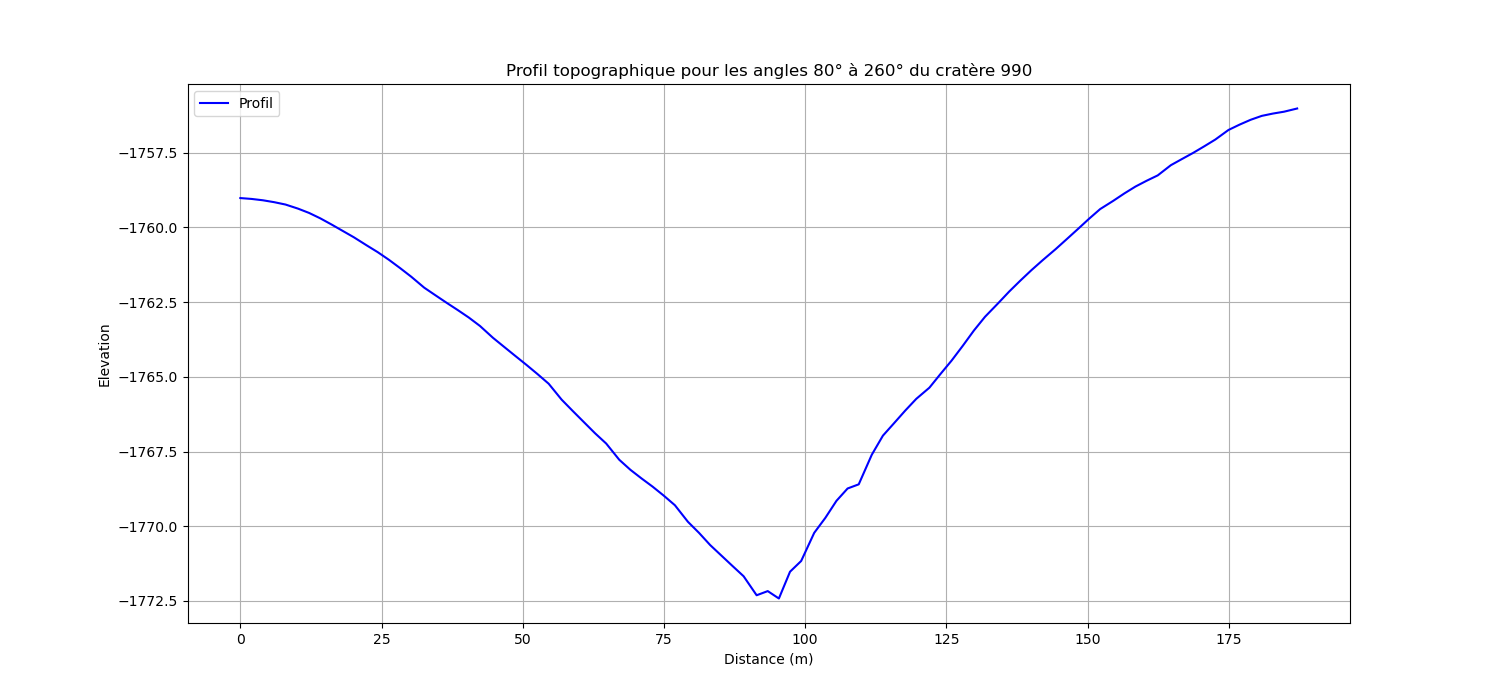 Profil topographique pour les angles 80° à 260° du cratère 990
Profil
−1757.5
−1760.0
−1762.5
−1765.0
−1767.5
−1770.0
−1772.5
Elevation
0 25 50 75 100 125 150 175
Distance (m)